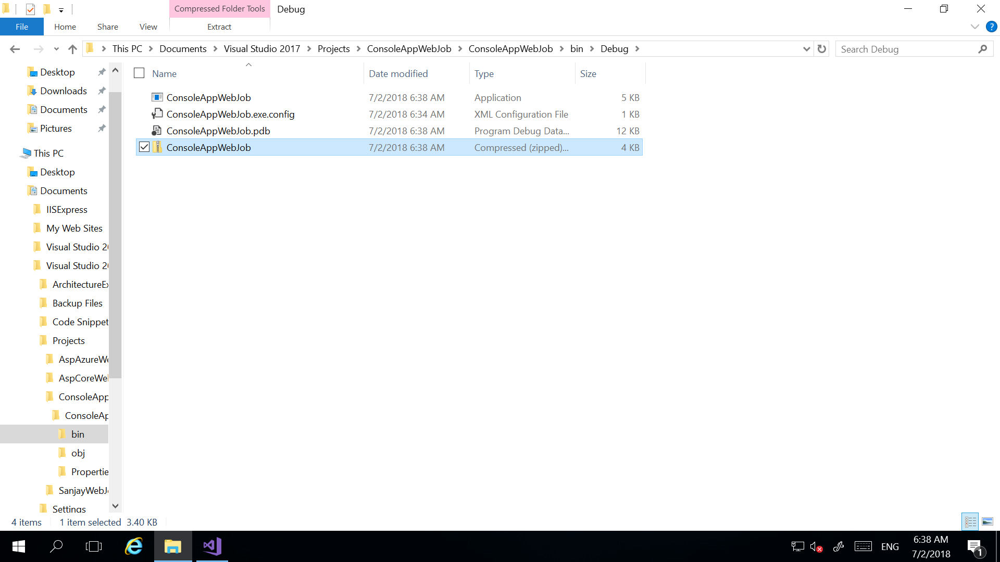 Compressed Folder Tools Debug
File Home Share View Extract ?
This PC Documents Visual Studio 2017 Projects ConsoleAppWebJob ConsoleAppWebJob bin Debug Search Debug
Name Date modified Type Size
ConsoleAppWebJob 7/2/2018 6:38 AM Application 5 KB
ConsoleAppWebJob.exe.config 7/2/2018 6:34 AM XML Configuration File 1 KB
ConsoleAppWebJob.pdb 7/2/2018 6:38 AM Program Debug Data... 12 KB
ConsoleAppWebJob 7/2/2018 6:38 AM Compressed (zipped)... 4 KB
Desktop
Downloads
Documents
Pictures
This PC
Desktop
Documents
IISExpress
My Web Sites
Visual Studio 20
Visual Studio 20
ArchitectureEx
Backup Files
Code Snippet
Projects
AspAzureWe
AspCoreWel
ConsoleApp
ConsoleAp
bin
obj
Propertie
SanjayWebJ
Settings
4 items 1 item selected 3.40 KB
ENG 6:38 AM 1
7/2/2018